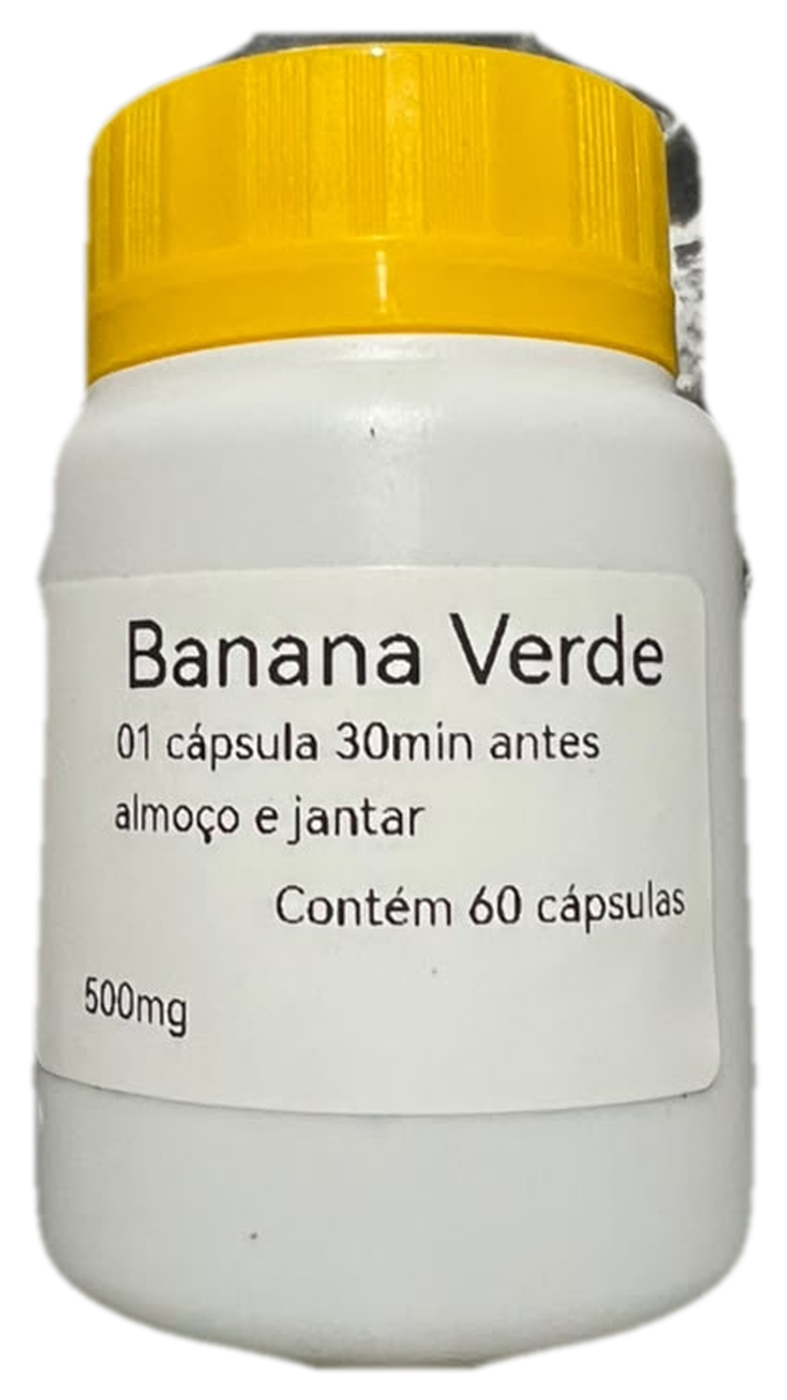 Banana Verde
01 cápsula 30min antes
almoço e jantar
Contém 60 cápsulas
500mg